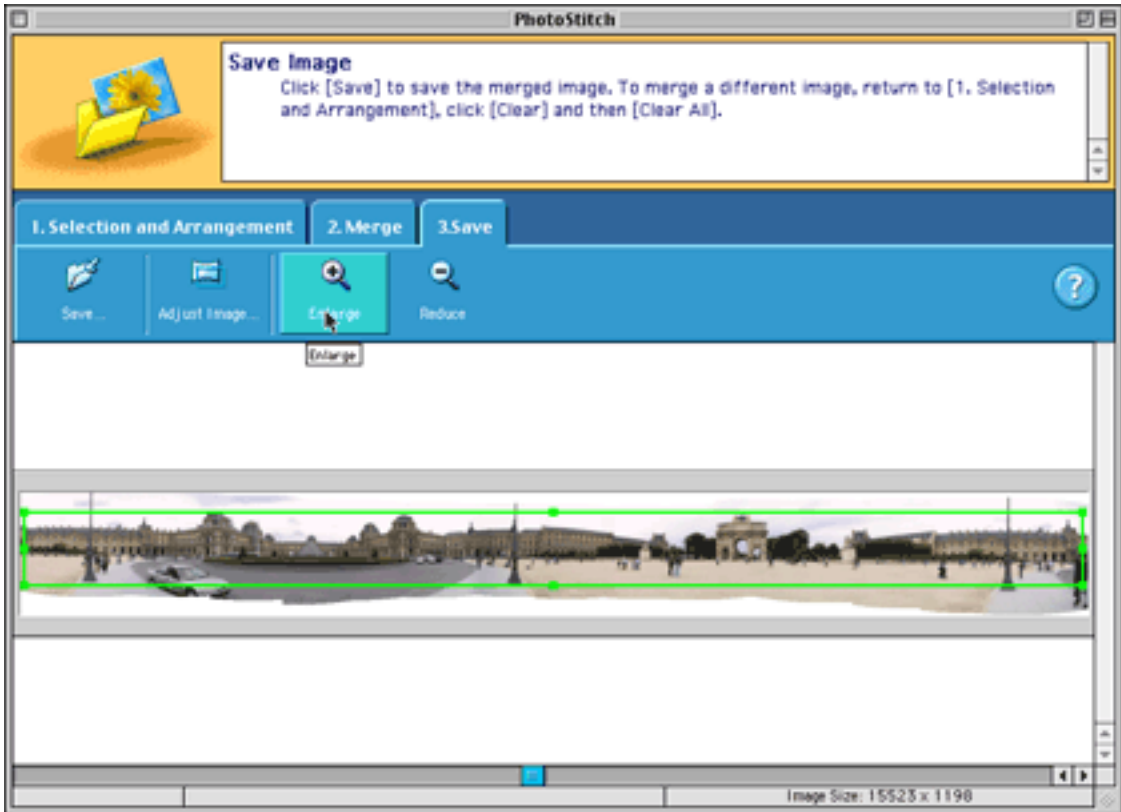 PhotoStitch
Save Image
Click [Save] to save the merged image. To merge a different image, return to [1. Selection
and Arrangement], click [Clear] and then [Clear All].
1. Selection and Arrangement
2. Merge
3.Save
Save...
Adjust Image...
Enlarge
Reduce
?
Enlarge
Image Size: 15523 x 1198